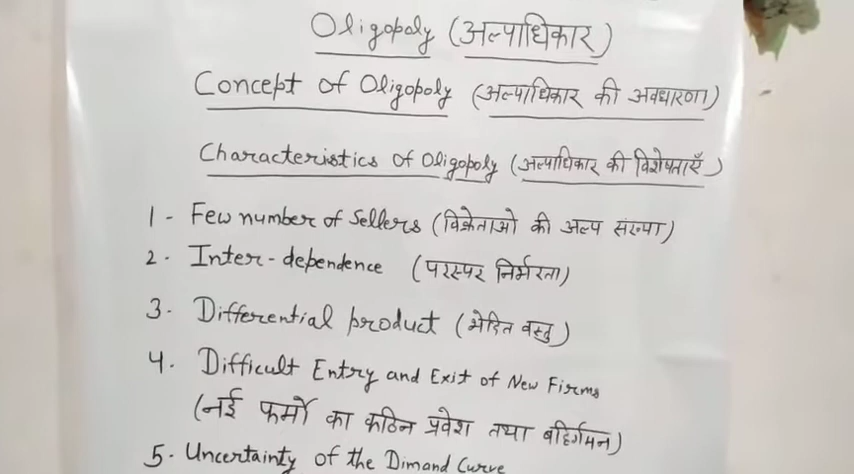 Oligopoly (अल्पाधिकार)
Concept of Oligopoly (अल्पाधिकार की अवधारणा)
Characteristics of Oligopoly (अल्पाधिकार की विशेषताएँ)
1 - Few number of Sellers (विक्रेताओ की अल्प संख्या)
2. Inter-dependence (परस्पर निर्भरता)
3. Differential product (भेदित वस्तु)
4. Difficult Entry and Exit of New Firms
(नई फर्मो का कठिन प्रवेश तथा बहिर्गमन)
5. Uncertainty of the Dimand Curve